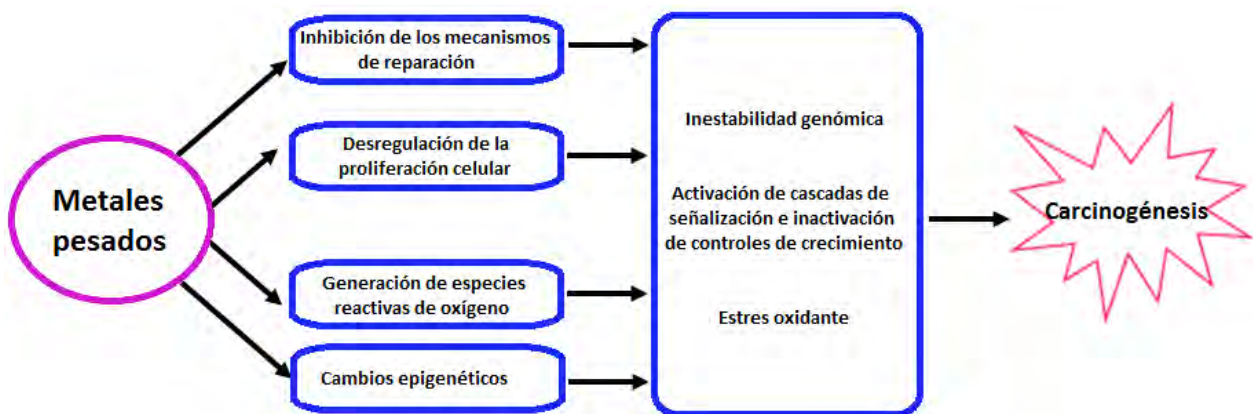 Metales
pesados
Inhibición de los mecanismos
de reparación
Desregulación de la
proliferación celular
Generación de especies
reactivas de oxígeno
Cambios epigenéticos
Inestabilidad genómica
Activación de cascadas de
señalización e inactivación
de controles de crecimiento
Estres oxidante
Carcinogénesis